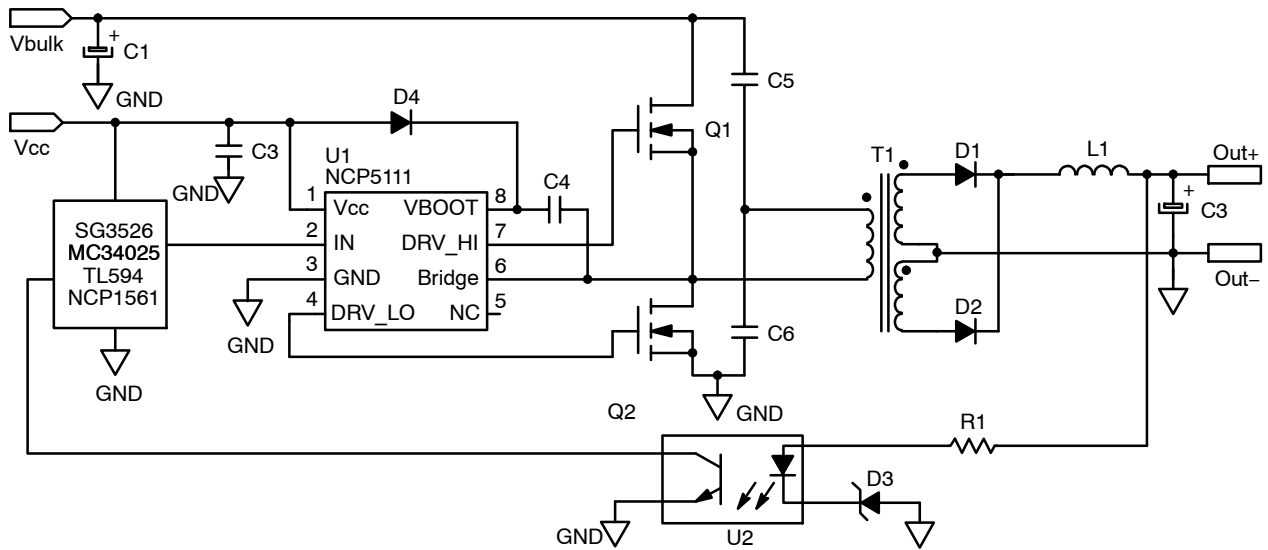 Vbulk
+
C1
GND
Vcc
C3
GND
D4
U1
NCP5111
1
Vcc
VBOOT
8
2
IN
DRV_HI
7
3
GND
Bridge
6
4
DRV_LO
NC
5
C4
SG3526
MC34025
TL594
NCP1561
GND
GND
Q1
Q2
C5
C6
GND
T1
D1
D2
L1
Out+
+
C3
Out−
R1
D3
U2
GND